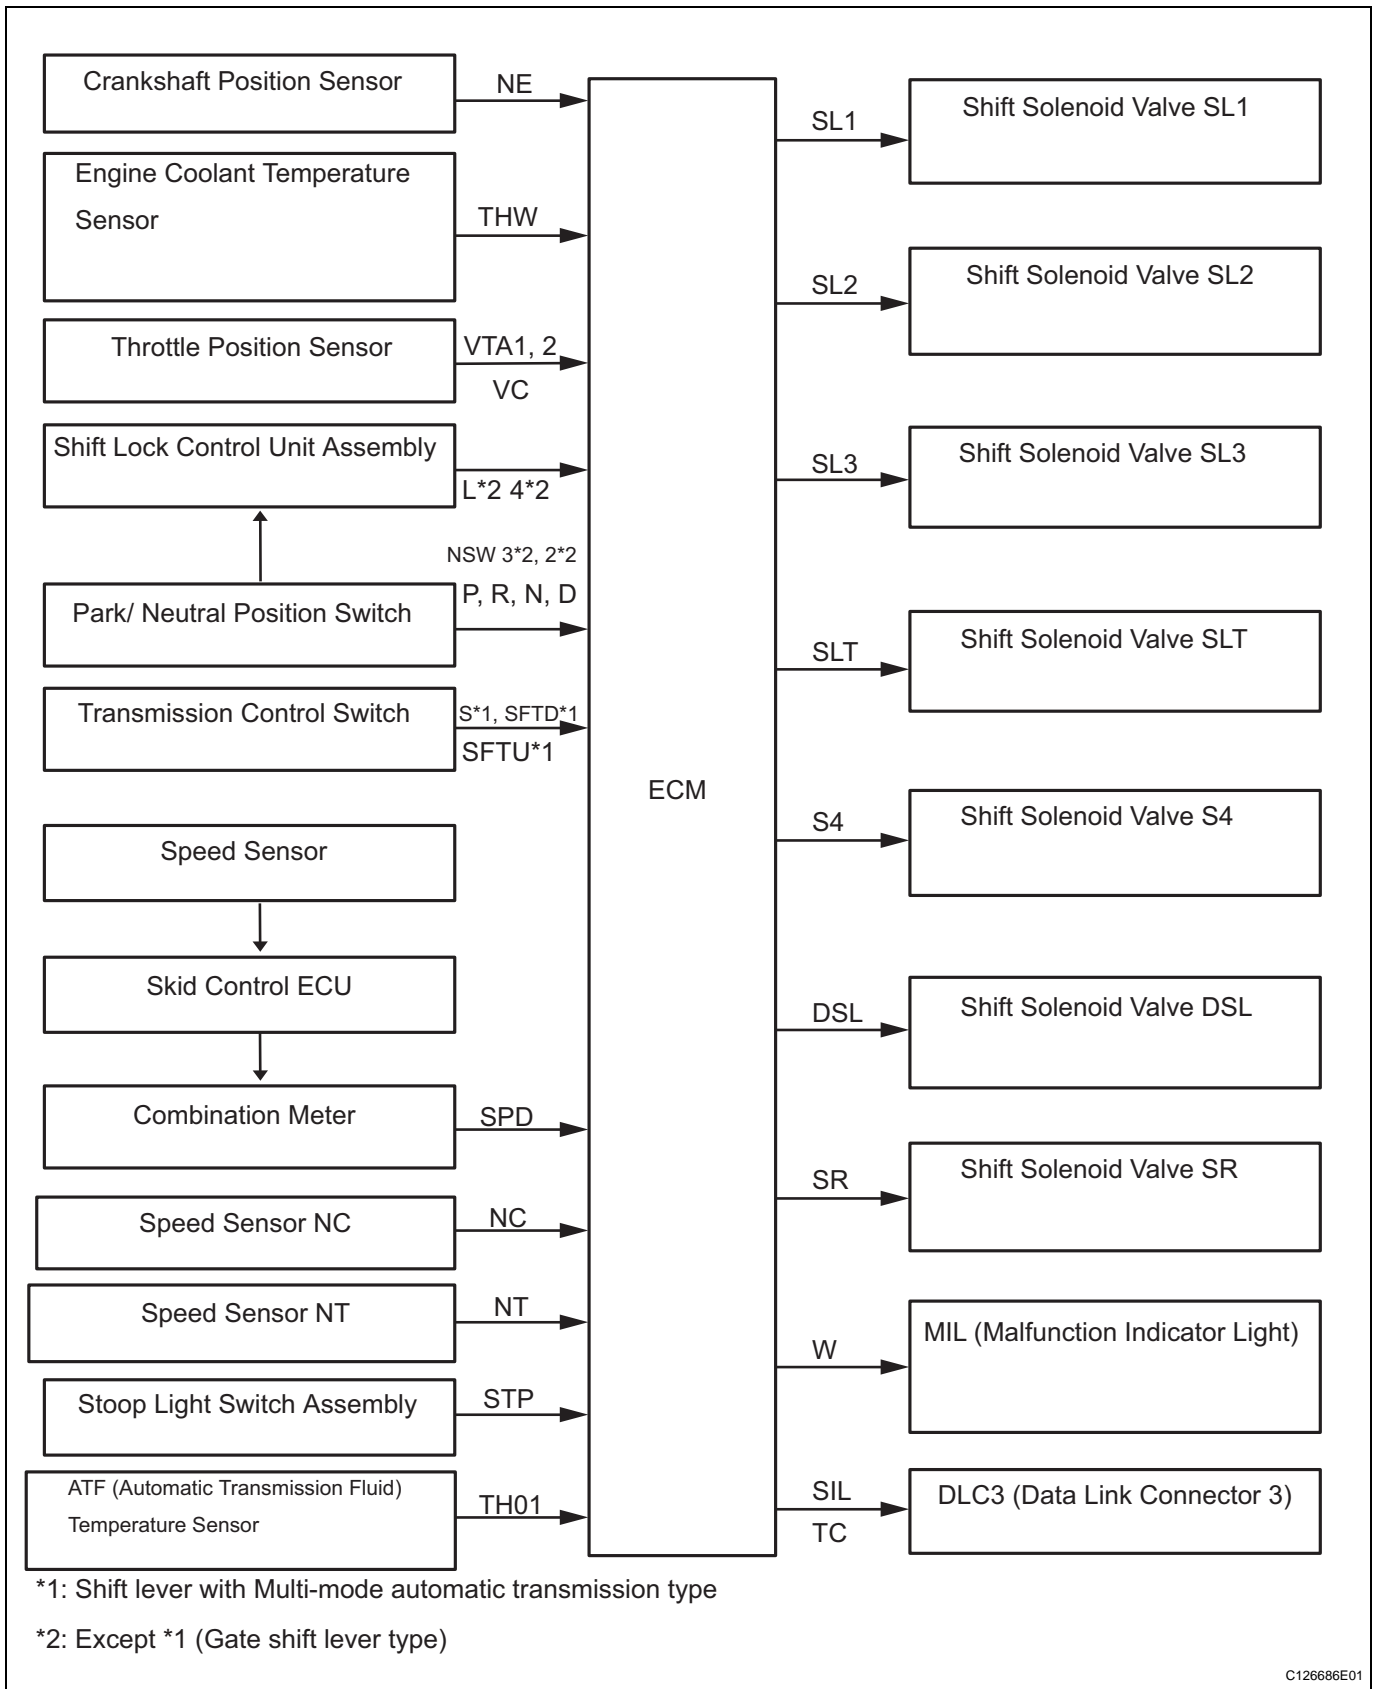 Crankshaft Position Sensor
NE
Engine Coolant Temperature
Sensor
THW
Throttle Position Sensor
VTA1, 2
VC
Shift Lock Control Unit Assembly
L*2 4*2
NSW 3*2, 2*2
P, R, N, D
Park/ Neutral Position Switch
Transmission Control Switch
S*1, SFTD*1
SFTU*1
Speed Sensor
Skid Control ECU
Combination Meter
SPD
Speed Sensor NC
NC
Speed Sensor NT
NT
Stoop Light Switch Assembly
STP
ATF (Automatic Transmission Fluid)
Temperature Sensor
TH01
ECM
SL1
Shift Solenoid Valve SL1
SL2
Shift Solenoid Valve SL2
SL3
Shift Solenoid Valve SL3
SLT
Shift Solenoid Valve SLT
S4
Shift Solenoid Valve S4
DSL
Shift Solenoid Valve DSL
SR
Shift Solenoid Valve SR
W
MIL (Malfunction Indicator Light)
SIL
TC
DLC3 (Data Link Connector 3)
*1: Shift lever with Multi-mode automatic transmission type
*2: Except *1 (Gate shift lever type)
C126686E01